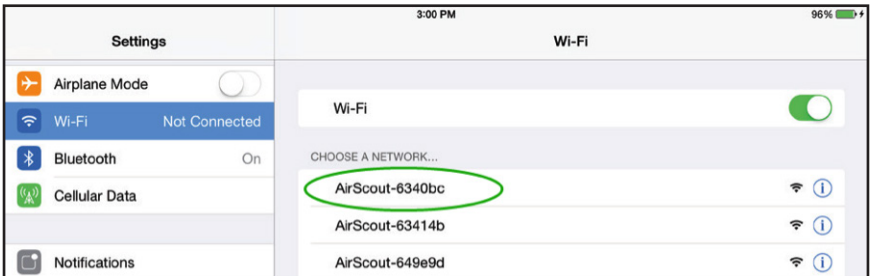 3:00 PM 96%
Settings
Wi-Fi
Airplane Mode
Wi-Fi Not Connected
Bluetooth On
Cellular Data
Notifications
Wi-Fi
CHOOSE A NETWORK...
AirScout-6340bc
AirScout-63414b
AirScout-649e9d